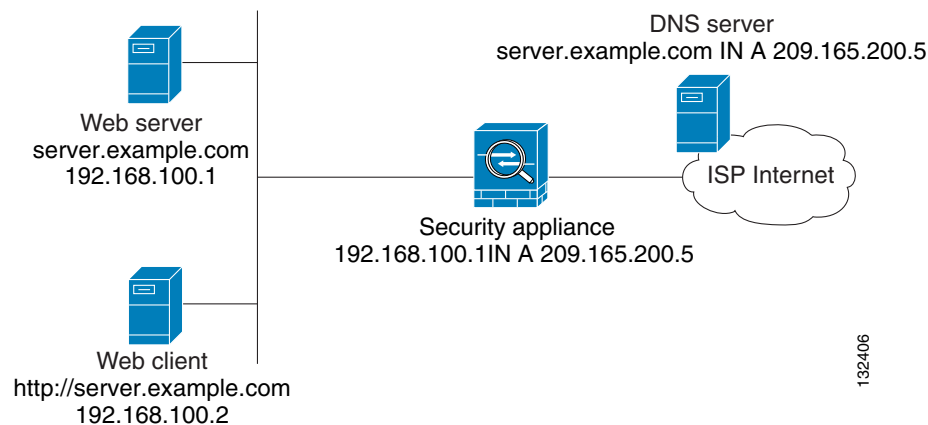 DNS server
server.example.com IN A 209.165.200.5
Web server
server.example.com
192.168.100.1
ISP Internet
Security appliance
192.168.100.1IN A 209.165.200.5
Web client
http://server.example.com
192.168.100.2
132406